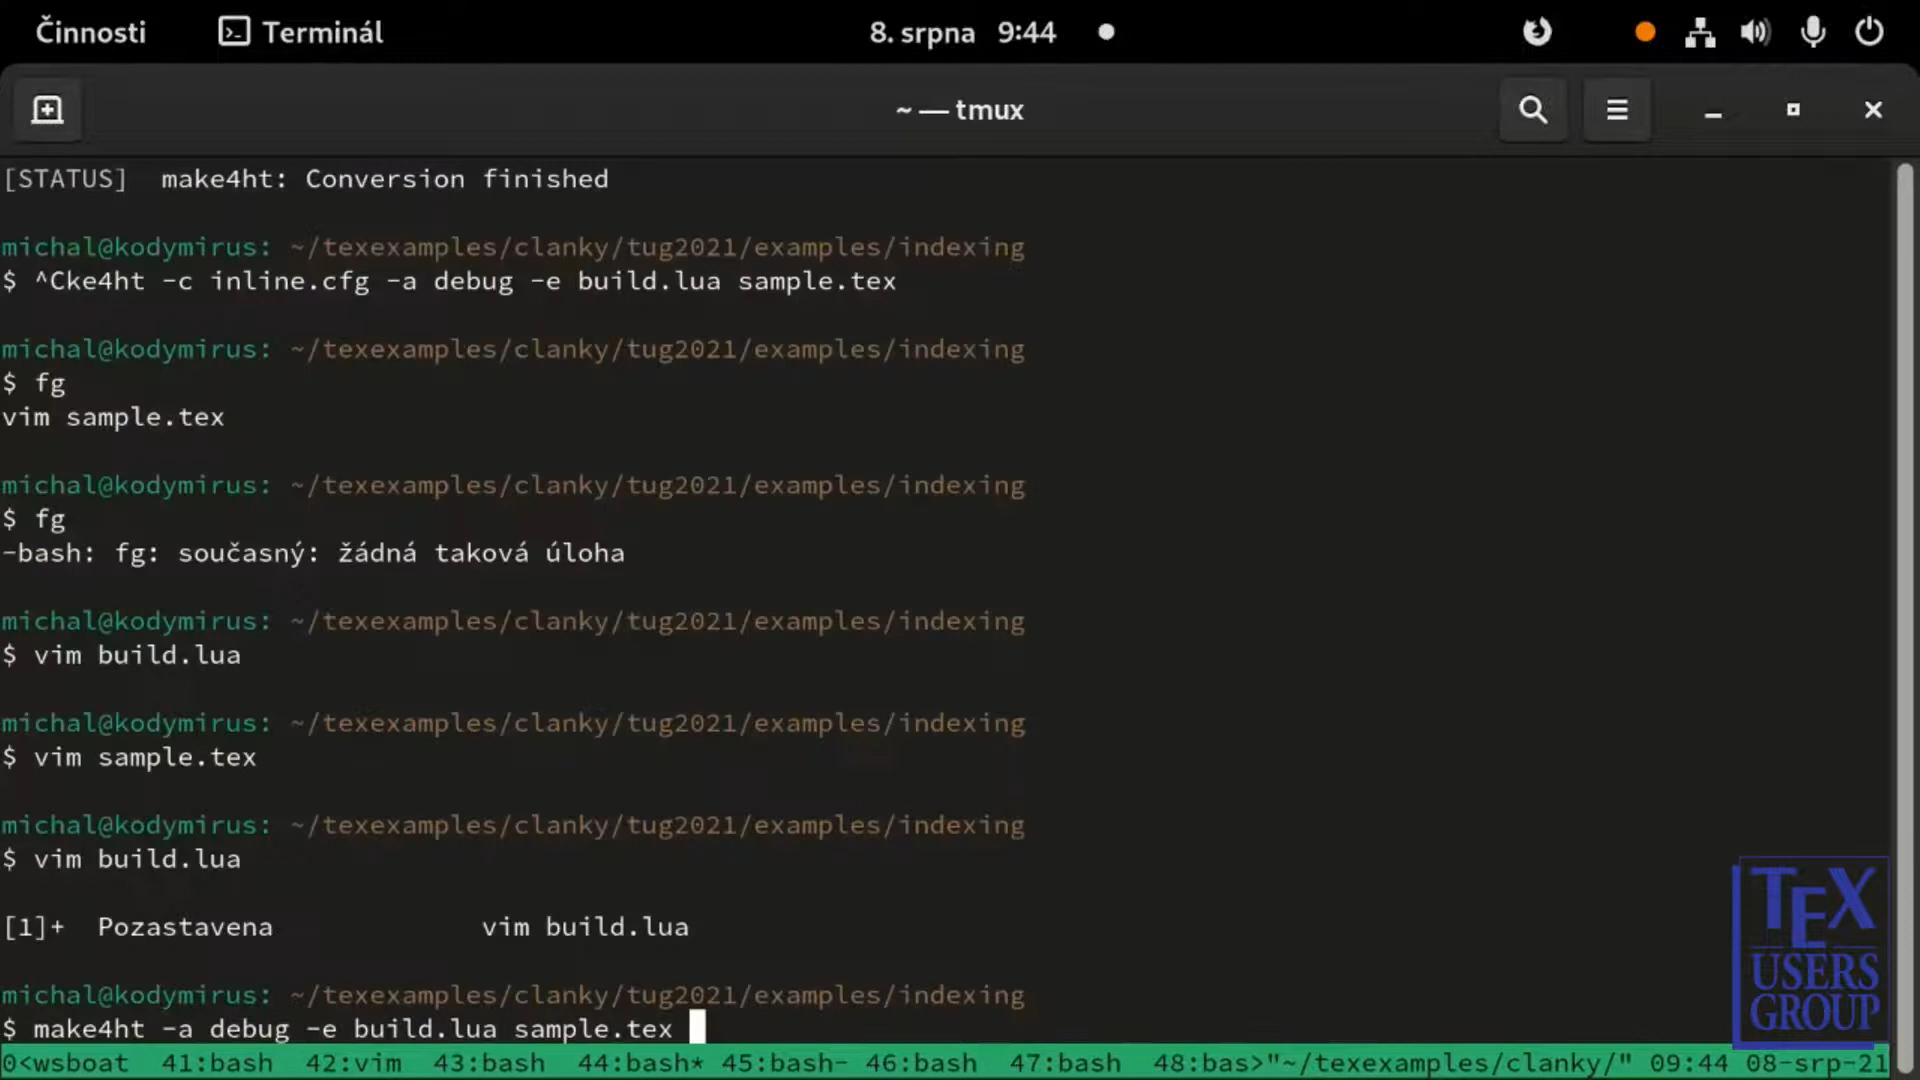 Činnosti Terminál 8. srpna 9:44
~ — tmux
[STATUS] make4ht: Conversion finished
michal@kodymirus: ~/texexamples/clanky/tug2021/examples/indexing
$ ^Cke4ht -c inline.cfg -a debug -e build.lua sample.tex
michal@kodymirus: ~/texexamples/clanky/tug2021/examples/indexing
$ fg
vim sample.tex
michal@kodymirus: ~/texexamples/clanky/tug2021/examples/indexing
$ fg
-bash: fg: současný: žádná taková úloha
michal@kodymirus: ~/texexamples/clanky/tug2021/examples/indexing
$ vim build.lua
michal@kodymirus: ~/texexamples/clanky/tug2021/examples/indexing
$ vim sample.tex
michal@kodymirus: ~/texexamples/clanky/tug2021/examples/indexing
$ vim build.lua
[1]+ Pozastavena vim build.lua
michal@kodymirus: ~/texexamples/clanky/tug2021/examples/indexing
$ make4ht -a debug -e build.lua sample.tex
0<wsboat 41:bash 42:vim 43:bash 44:bash* 45:bash- 46:bash 47:bash 48:bas>"~/texexamples/clanky/" 09:44 08-srp-21
TEX
USERS
GROUP